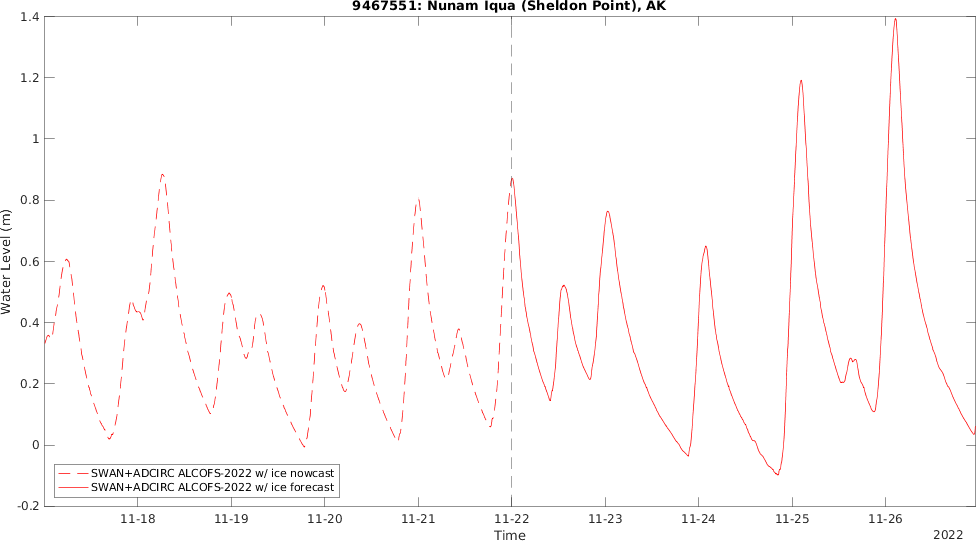 9467551: Nunam Iqua (Sheldon Point), AK
1.4
1.2
1
0.8
0.6
0.4
0.2
0
-0.2
Water Level (m)
SWAN+ADCIRC ALCOFS-2022 w/ ice nowcast
SWAN+ADCIRC ALCOFS-2022 w/ ice forecast
11-18 11-19 11-20 11-21 11-22 11-23 11-24 11-25 11-26
Time
2022